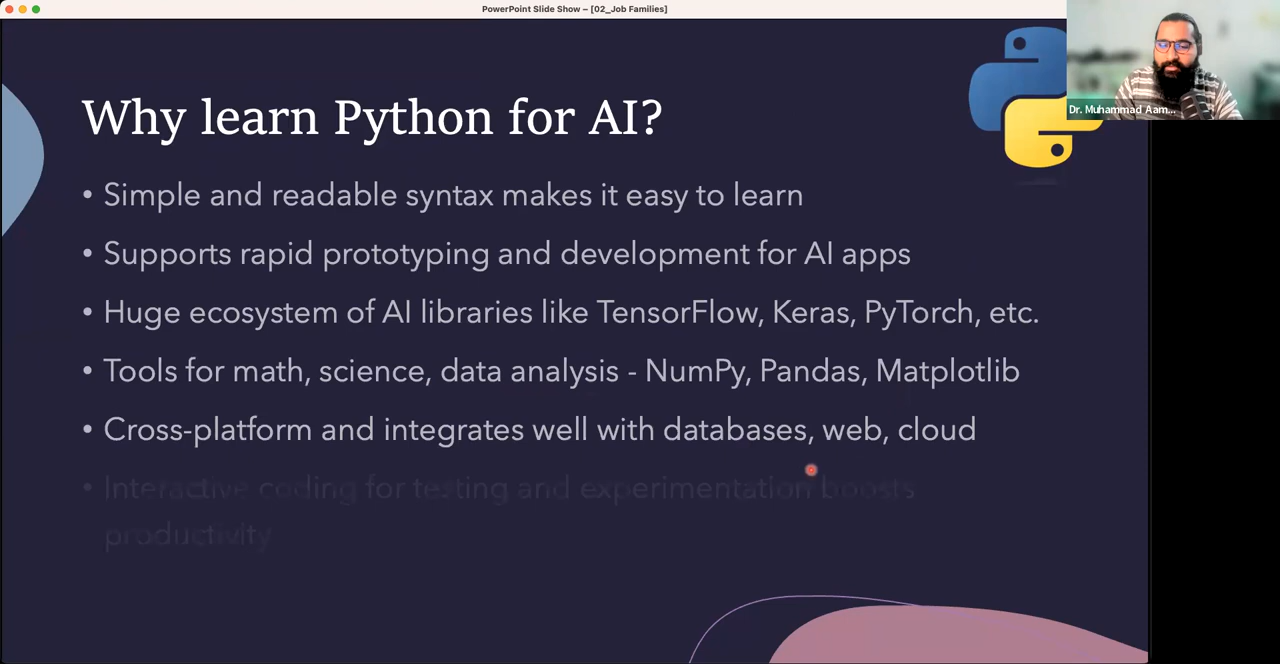 PowerPoint Slide Show – [02_Job Families]
Dr. Muhammad Aam...
Why learn Python for AI?
• Simple and readable syntax makes it easy to learn
• Supports rapid prototyping and development for AI apps
• Huge ecosystem of AI libraries like TensorFlow, Keras, PyTorch, etc.
• Tools for math, science, data analysis - NumPy, Pandas, Matplotlib
• Cross-platform and integrates well with databases, web, cloud
• Interactive coding for testing and experimentation boosts
productivity